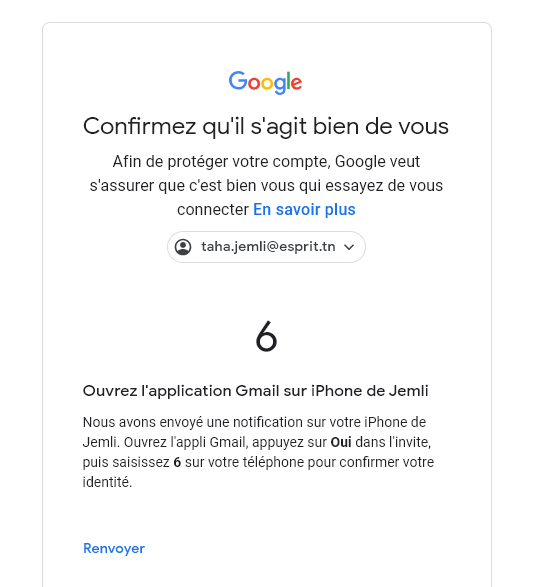 Google
Confirmez qu'il s'agit bien de vous
Afin de protéger votre compte, Google veut
s'assurer que c'est bien vous qui essayez de vous
connecter En savoir plus
taha.jemli@esprit.tn
6
Ouvrez l'application Gmail sur iPhone de Jemli
Nous avons envoyé une notification sur votre iPhone de
Jemli. Ouvrez l'appli Gmail, appuyez sur Oui dans l'invite,
puis saisissez 6 sur votre téléphone pour confirmer votre
identité.
Renvoyer